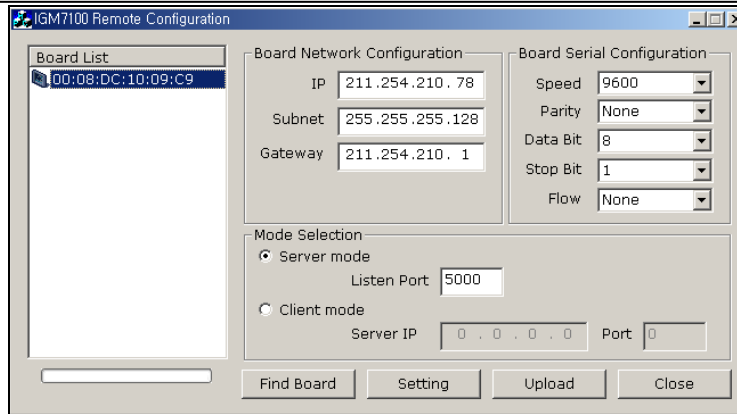 IGM7100 Remote Configuration
Board List
00:08:DC:10:09:C9
Board Network Configuration
IP 211.254.210. 78
Subnet 255.255.255.128
Gateway 211.254.210. 1
Board Serial Configuration
Speed 9600
Parity None
Data Bit 8
Stop Bit 1
Flow None
Mode Selection
Server mode
Listen Port 5000
Client mode
Server IP 0 . 0 . 0 . 0 Port 0
Find Board Setting Upload Close